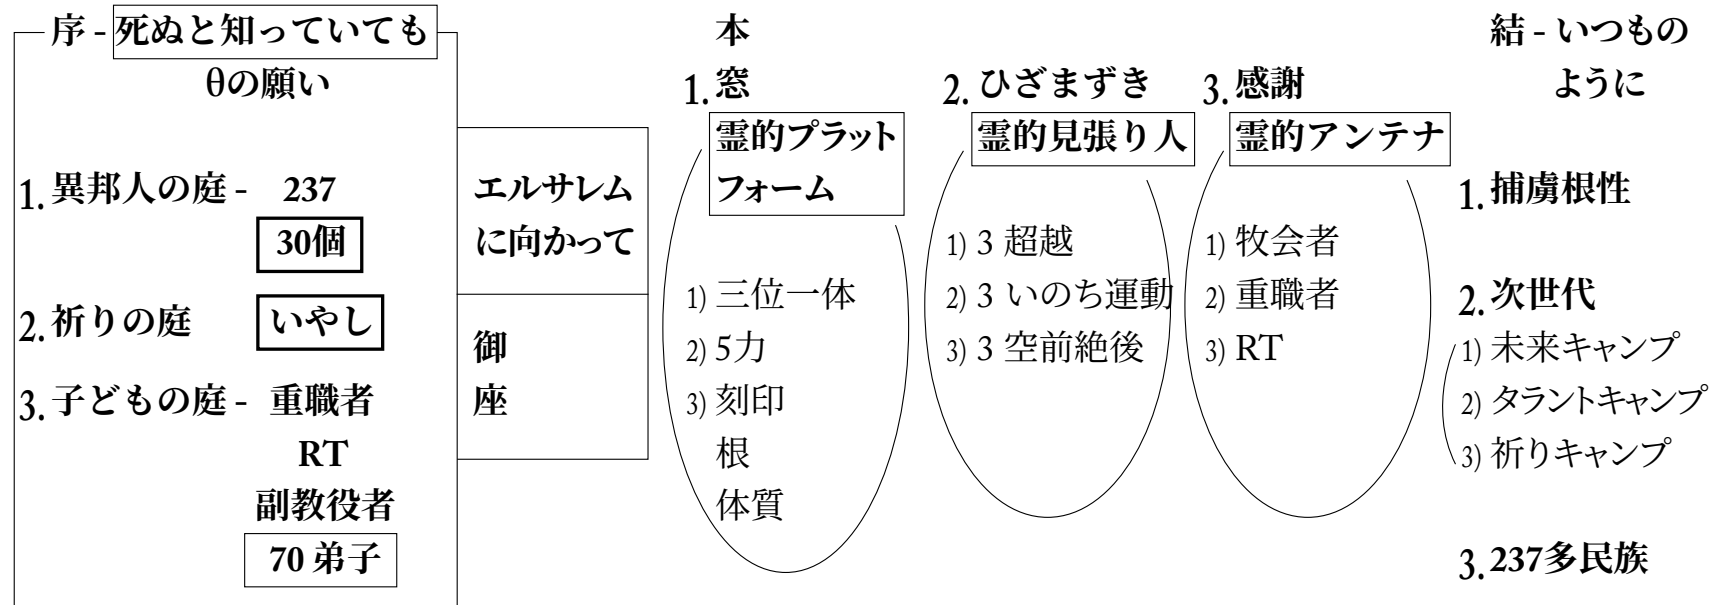 序 - 死ぬと知っていても
θの願い
1. 異邦人の庭 - 237
30個
2. 祈りの庭 いやし
3. 子どもの庭 - 重職者
RT
副教役者
70 弟子
エルサレム
に向かって
御
座
本
1. 窓
霊的プラット
フォーム
1) 三位一体
2) 5力
3) 刻印
根
体質
2. ひざまずき
霊的見張り人
1) 3 超越
2) 3 いのち運動
3) 3 空前絶後
3. 感謝
霊的アンテナ
1) 牧会者
2) 重職者
3) RT
結 - いつもの
ように
1. 捕虜根性
2. 次世代
1) 未来キャンプ
2) タラントキャンプ
3) 祈りキャンプ
3. 237多民族